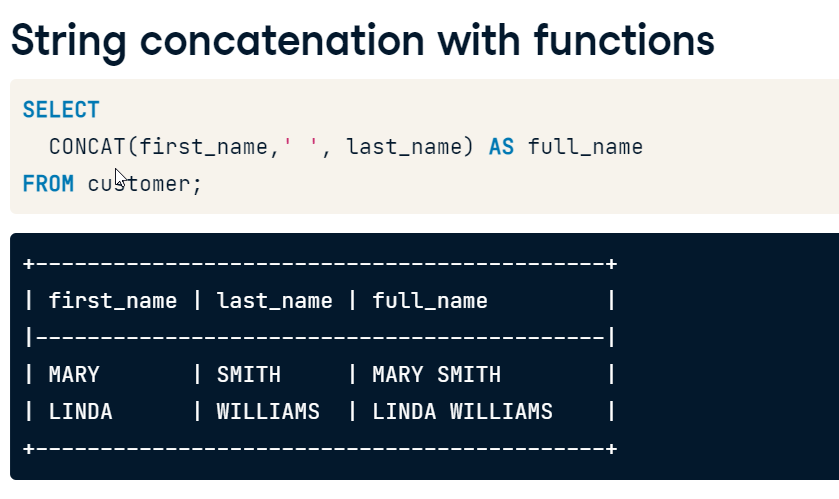 String concatenation with functions
SELECT
  CONCAT(first_name,' ', last_name) AS full_name
FROM customer;
+--------------------------------------------+
| first_name | last_name | full_name         |
|--------------------------------------------|
| MARY       | SMITH     | MARY SMITH        |
| LINDA      | WILLIAMS  | LINDA WILLIAMS    |
+--------------------------------------------+